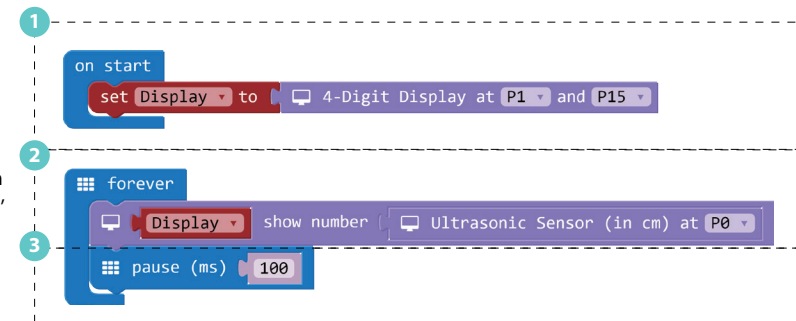 1
on start
set Display to 4-Digit Display at P1 and P15
2
forever
Display show number Ultrasonic Sensor (in cm) at P0
3
pause (ms) 100